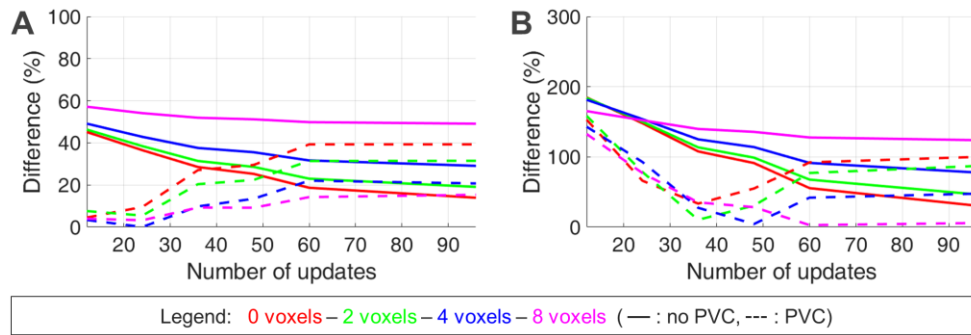 A
B
100
80
60
40
20
0
Difference (%)
20 30 40 50 60 70 80 90
Number of updates
300
200
100
0
Difference (%)
20 30 40 50 60 70 80 90
Number of updates
Legend: 0 voxels – 2 voxels – 4 voxels – 8 voxels ( — : no PVC, --- : PVC)